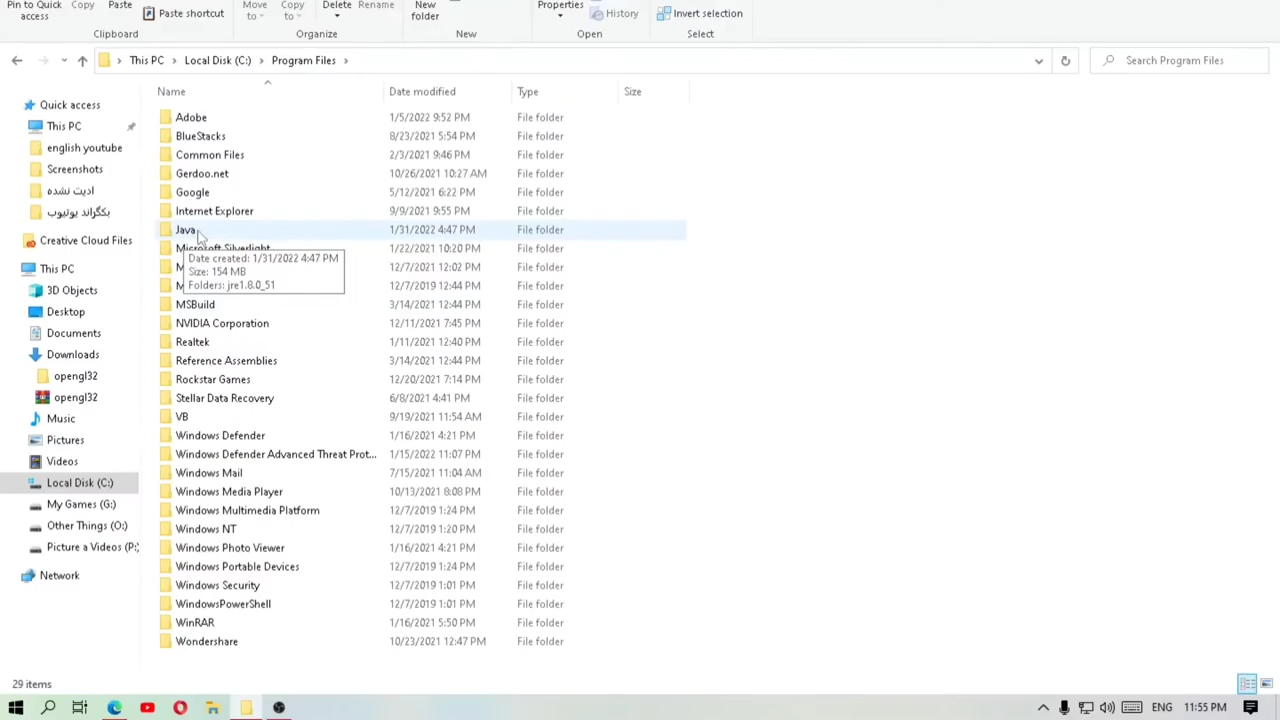 Pin to Quick access
Copy
Paste
Paste shortcut
Move to
Copy to
Delete
Rename
New folder
Properties
History
Invert selection
Clipboard
Organize
New
Open
Select
This PC
Local Disk (C:)
Program Files
Search Program Files
Name
Date modified
Type
Size
Quick access
This PC
english youtube
Screenshots
ادیت نشده
بکگراند یوتیوب
Creative Cloud Files
This PC
3D Objects
Desktop
Documents
Downloads
opengl32
opengl32
Music
Pictures
Videos
Local Disk (C:)
My Games (G:)
Other Things (O:)
Picture a Videos (P:)
Network
Adobe 1/5/2022 9:52 PM File folder
BlueStacks 8/23/2021 5:54 PM File folder
Common Files 2/3/2021 9:46 PM File folder
Gerdoo.net 10/26/2021 10:27 AM File folder
Google 5/12/2021 6:22 PM File folder
Internet Explorer 9/9/2021 9:55 PM File folder
Java 1/31/2022 4:47 PM File folder
Microsoft Silverlight 1/22/2021 10:20 PM File folder
Date created: 1/31/2022 4:47 PM
Size: 154 MB
Folders: jre1.8.0_51
M 12/7/2021 12:02 PM File folder
M 12/7/2019 12:44 PM File folder
MSBuild 3/14/2021 12:44 PM File folder
NVIDIA Corporation 12/11/2021 7:45 PM File folder
Realtek 1/11/2021 12:40 PM File folder
Reference Assemblies 3/14/2021 12:44 PM File folder
Rockstar Games 12/20/2021 7:14 PM File folder
Stellar Data Recovery 6/8/2021 4:41 PM File folder
VB 9/19/2021 11:54 AM File folder
Windows Defender 1/16/2021 4:21 PM File folder
Windows Defender Advanced Threat Prot... 1/15/2022 11:07 PM File folder
Windows Mail 7/15/2021 11:04 AM File folder
Windows Media Player 10/13/2021 8:08 PM File folder
Windows Multimedia Platform 12/7/2019 1:24 PM File folder
Windows NT 12/7/2019 1:20 PM File folder
Windows Photo Viewer 1/16/2021 4:21 PM File folder
Windows Portable Devices 12/7/2019 1:24 PM File folder
Windows Security 12/7/2019 1:01 PM File folder
WindowsPowerShell 12/7/2019 1:01 PM File folder
WinRAR 1/16/2021 5:50 PM File folder
Wondershare 10/23/2021 12:47 PM File folder
29 items
ENG
11:55 PM